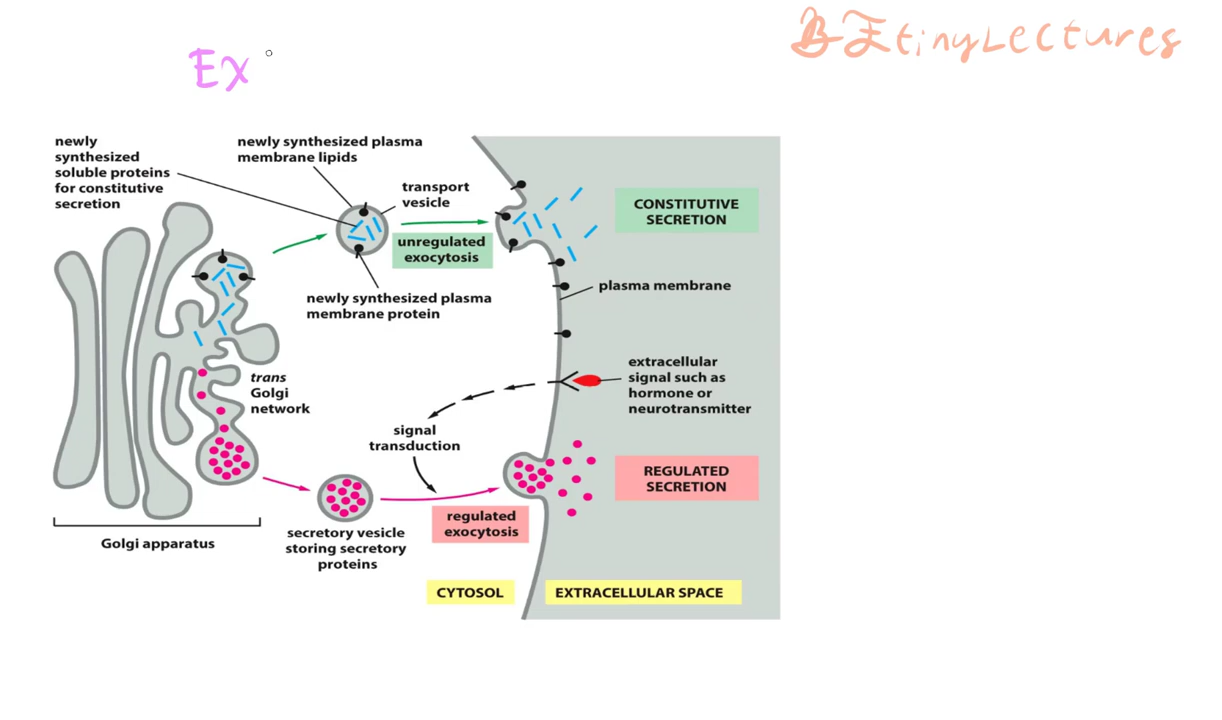 Ex
tinyLectures
newly
synthesized
soluble proteins
for constitutive
secretion
newly synthesized plasma
membrane lipids
transport
vesicle
unregulated
exocytosis
newly synthesized plasma
membrane protein
CONSTITUTIVE
SECRETION
plasma membrane
extracellular
signal such as
hormone or
neurotransmitter
trans
Golgi
network
signal
transduction
REGULATED
SECRETION
regulated
exocytosis
secretory vesicle
storing secretory
proteins
Golgi apparatus
CYTOSOL
EXTRACELLULAR SPACE